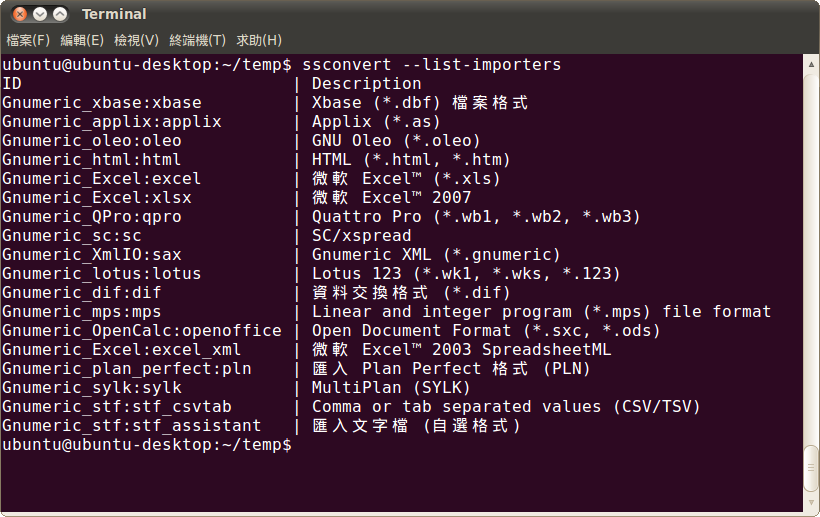 Terminal
檔案(F) 編輯(E) 檢視(V) 終端機(T) 求助(H)
ubuntu@ubuntu-desktop:~/temp$ ssconvert --list-importers
ID                           | Description
Gnumeric_xbase:xbase         | Xbase (*.dbf) 檔案格式
Gnumeric_applix:applix       | Applix (*.as)
Gnumeric_oleo:oleo           | GNU Oleo (*.oleo)
Gnumeric_html:html           | HTML (*.html, *.htm)
Gnumeric_Excel:excel         | 微軟 Excel™ (*.xls)
Gnumeric_Excel:xlsx          | 微軟 Excel™ 2007
Gnumeric_QPro:qpro           | Quattro Pro (*.wb1, *.wb2, *.wb3)
Gnumeric_sc:sc               | SC/xspread
Gnumeric_XmlIO:sax           | Gnumeric XML (*.gnumeric)
Gnumeric_lotus:lotus         | Lotus 123 (*.wk1, *.wks, *.123)
Gnumeric_dif:dif             | 資料交換格式 (*.dif)
Gnumeric_mps:mps             | Linear and integer program (*.mps) file format
Gnumeric_OpenCalc:openoffice | Open Document Format (*.sxc, *.ods)
Gnumeric_Excel:excel_xml     | 微軟 Excel™ 2003 SpreadsheetML
Gnumeric_plan_perfect:pln    | 匯入 Plan Perfect 格式 (PLN)
Gnumeric_sylk:sylk           | MultiPlan (SYLK)
Gnumeric_stf:stf_csvtab      | Comma or tab separated values (CSV/TSV)
Gnumeric_stf:stf_assistant   | 匯入文字檔 (自選格式)
ubuntu@ubuntu-desktop:~/temp$